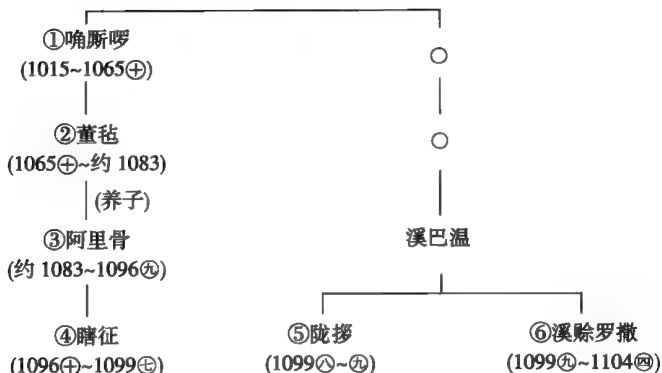 ①唃厮啰
(1015~1065㊉)
○
②董毡
(1065㊉~约 1083)
○
(养子)
③阿里骨
(约 1083~1096㊈)
溪巴温
④瞎征
(1096㊉~1099㊆)
⑤陇拶
(1099㊇~㊈)
⑥溪赊罗撒
(1099㊈~1104㊃)